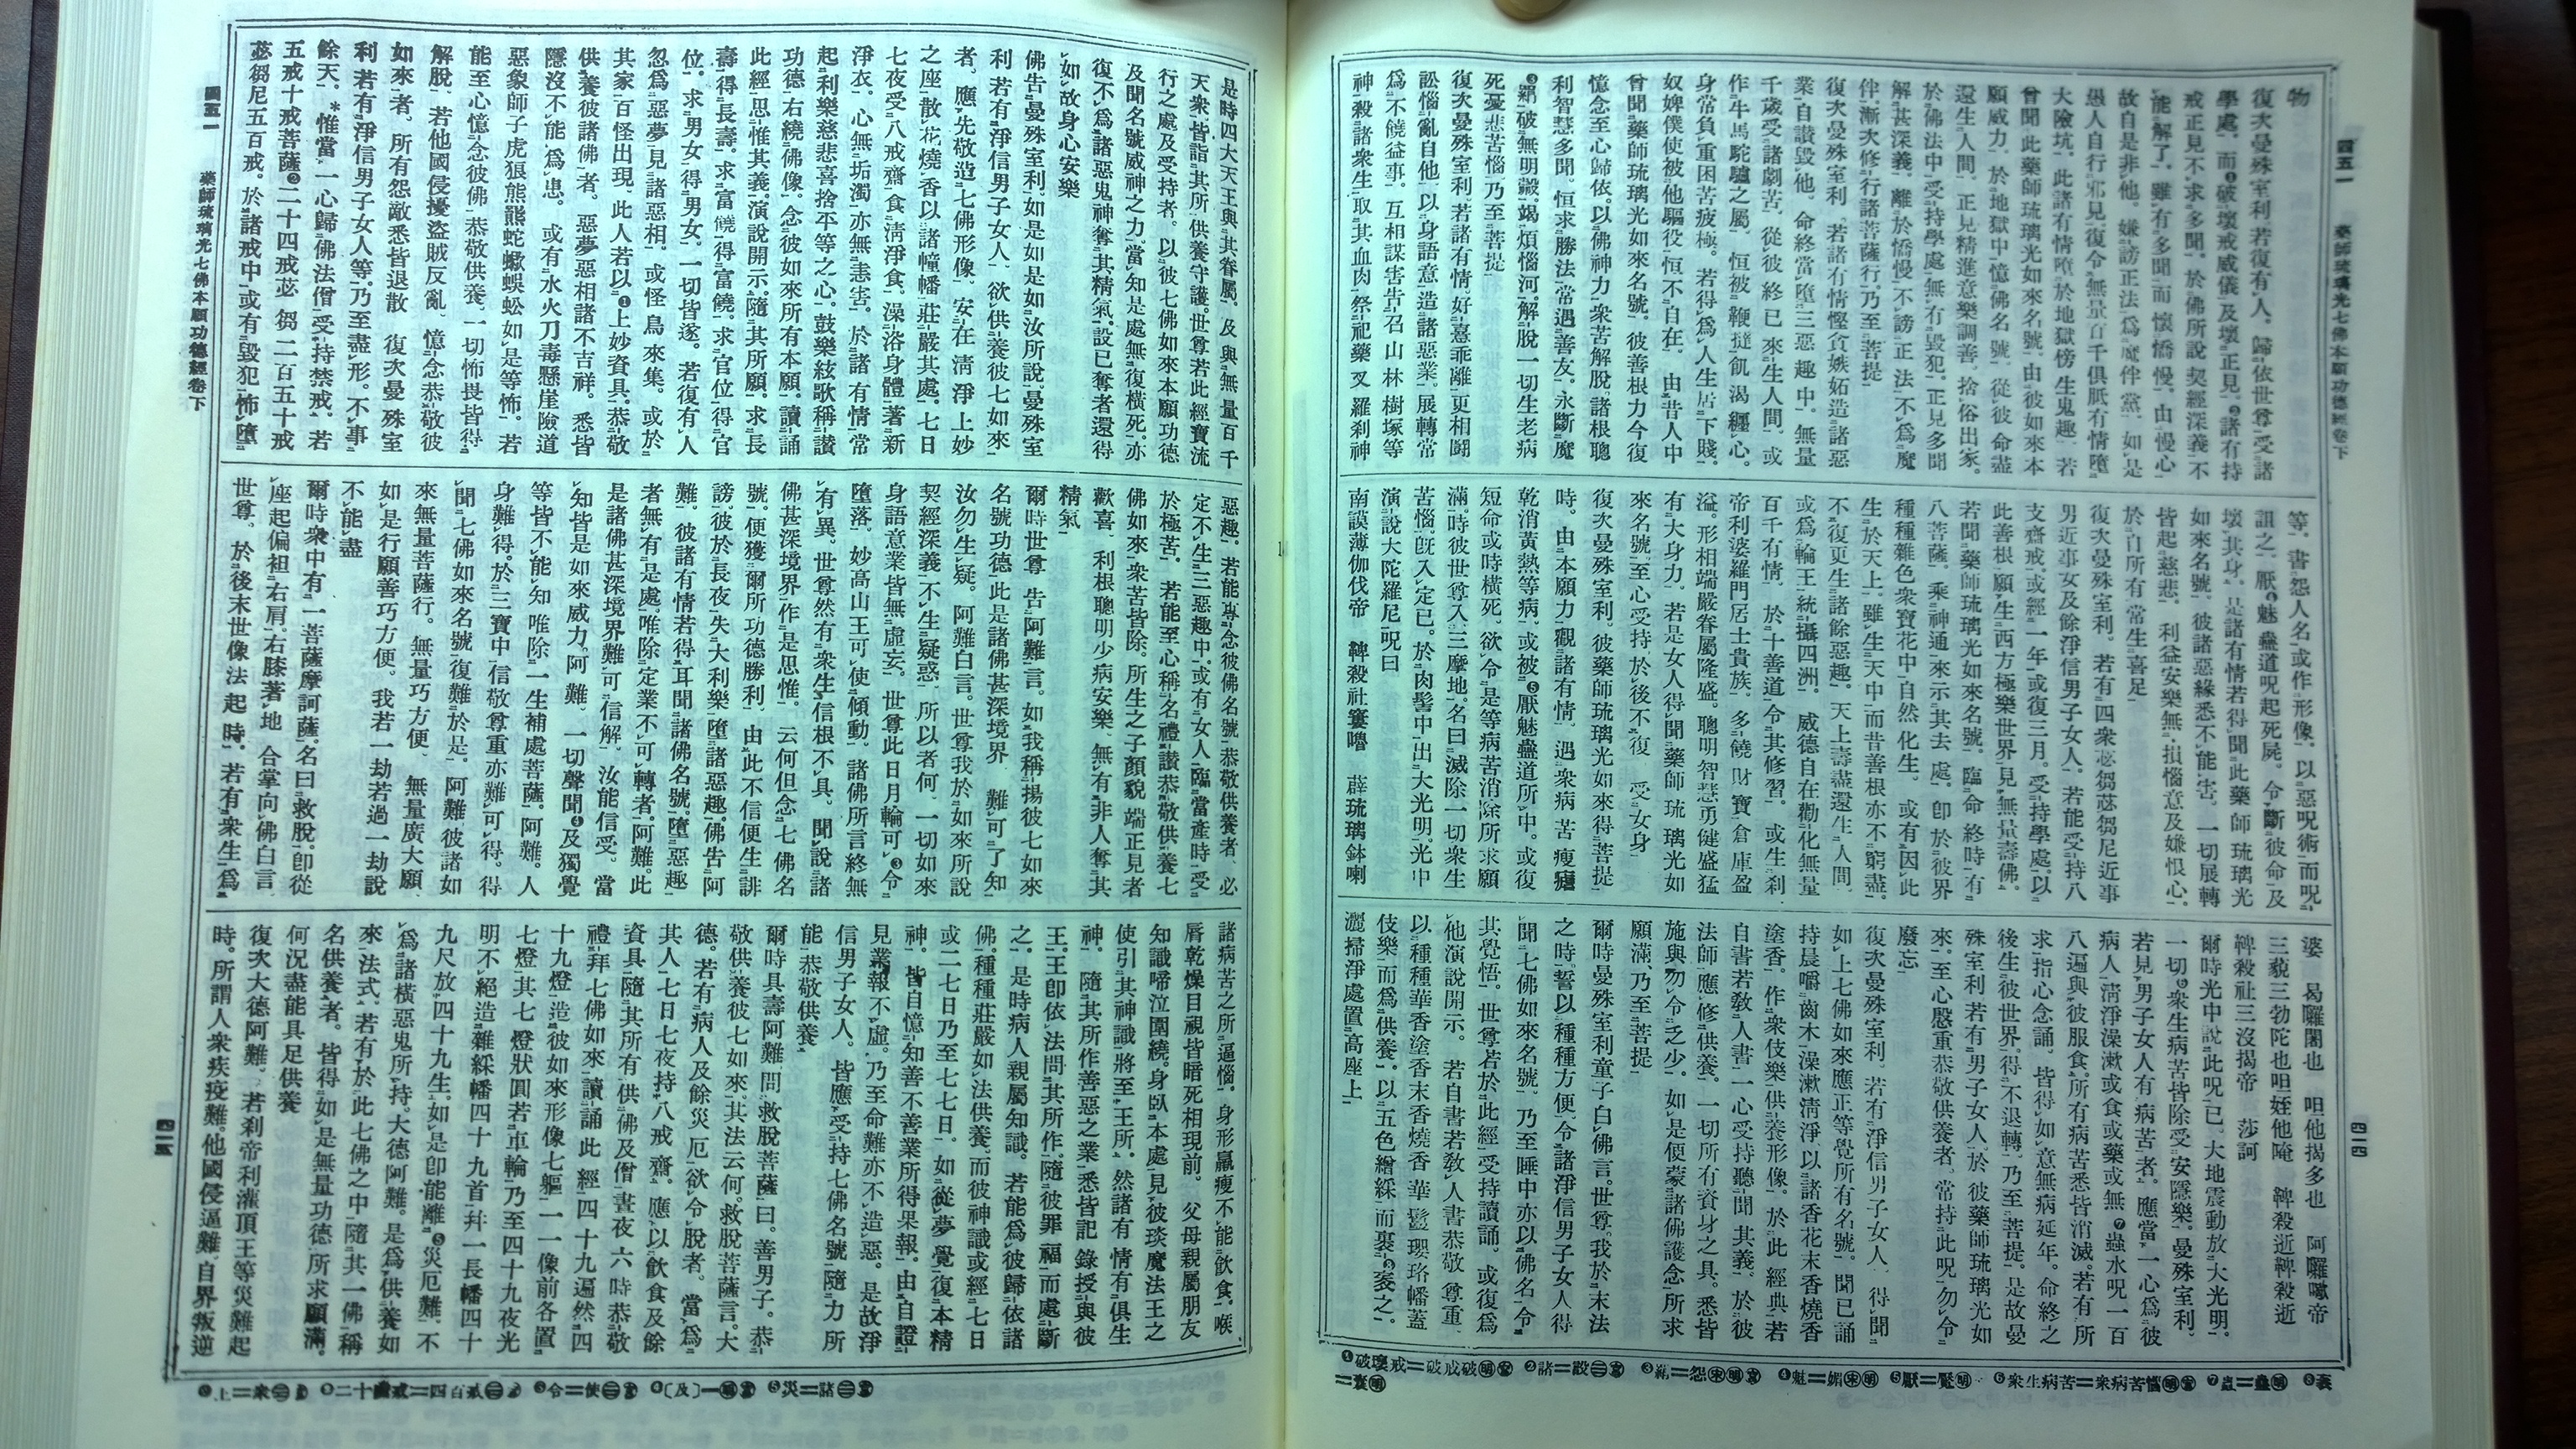 四五一　藥師琉璃光七佛本願功德經卷下
四一四
物
復次曼殊室利。若復有人。歸依世尊受諸
學處。而❶破壞戒威儀及壞正見。❷諸有持
戒正見不求多聞。於佛所說契經深義不
能解了。雖有多聞而懷憍慢。由慢心
故自是非他。嫌謗正法爲魔伴黨。如是
愚人自行邪見。復令無量百千俱胝有情墮
大險坑。此諸有情墮於地獄傍生鬼趣。若
曾聞此藥師琉璃光如來名號。由彼如來本
願威力。於地獄中憶佛名號。從彼命盡
還生人間。正見精進意樂調善。捨俗出家。
於佛法中受持學處無有毀犯。正見多聞
解甚深義。離於憍慢不謗正法。不爲魔
伴。漸次修行諸菩薩行。乃至菩提
復次曼殊室利。若諸有情慳貪嫉妬造諸惡
業。自讚毀他。命終當墮三惡趣中。無量
千歲受諸劇苦。從彼終已來生人間。或
作牛馬駝驢之屬。恒被鞭撻飢渴纒心。
身常負重困苦疲極。若得爲人生居下賤。
奴婢僕使被他驅役。恒不自在。由昔人中
曾聞藥師琉璃光如來名號。彼善根力今復
憶念至心歸依。以佛神力衆苦解脫。諸根聰
利智慧多聞。恒求勝法常遇善友。永斷魔
❸羂破無明㲉。竭煩惱河。解脫一切生老病
死憂悲苦惱。乃至菩提
復次曼殊室利。若諸有情。好憙乖離更相鬪
訟惱亂自他。以身語意造諸惡業。展轉常
爲不饒益事。互相謀害。告召山林樹塚等
神。殺諸衆生取其血肉。祭祀藥叉羅刹神
等。書怨人名或作形像。以惡呪術而呪
詛之。厭❹魅蠱道呪起死屍。令斷彼命及
壞其身。是諸有情若得聞此藥師琉璃光
如來名號。彼諸惡緣悉不能害。一切展轉
皆起慈悲。利益安樂。無損惱意及嫌恨心。
於自所有常生喜足
復次曼殊室利。若有四衆苾芻苾芻尼近事
男近事女及餘淨信男子女人。若能受持八
支齋戒。或經一年或復三月。受持學處。以
此善根願生西方極樂世界見無量壽佛。
若聞藥師琉璃光如來名號。臨命終時有
八菩薩。乘神通來示其去處。卽於彼界
種種雜色衆寶花中自然化生。或有因此
生於天上。雖生天中而昔善根亦不窮盡。
不復更生諸餘惡趣。天上壽盡還生人間。
或爲輪王統攝四洲。威德自在勸化無量
百千有情。於十善道令其修習。或生刹
帝利婆羅門居士貴族。多饒財寶倉庫盈
溢。形相端嚴眷屬隆盛。聰明智慧勇健盛猛
有大身力。若是女人得聞藥師琉璃光如
來名號。至心受持。於後不復　受女身
復次曼殊室利。彼藥師琉璃光如來得菩提
時。由本願力觀諸有情。遇衆病苦瘦瘧
乾消黃熱等病。或被❺厭魅蠱道所中。或復
短命或時橫死。欲令是等病苦消除所求願
滿。時彼世尊入三摩地。名曰滅除一切衆生
苦惱。旣入定已。於肉髻中出大光明。光中
演說大陀羅尼呪曰
南謨薄伽伐帝　鞞殺社窶嚕　薜琉璃鉢喇
婆　曷囉闍也　呾他揭多也　阿囉㗚帝
三藐三勃陀也呾姪他唵　鞞殺逝鞞殺逝
鞞殺社三沒揭帝　莎訶
爾時光中說此呪已。大地震動放大光明。
一切❻衆生病苦皆除受安隱樂。曼殊室利。
若見男子女人有病苦者。應當一心爲彼
病人淸淨澡漱或食或藥或無❼蟲水呪一百
八遍與彼服食。所有病苦悉皆消滅。若有所
求指心念誦。皆得如意無病延年。命終之
後生彼世界。得不退轉。乃至菩提。是故曼
殊室利。若有男子女人。於彼藥師琉璃光如
來。至心慇重恭敬供養者。常持此呪勿令
廢忘
復次曼殊室利。若有淨信男子女人。得聞
如上七佛如來應正等覺所有名號。聞已誦
持。晨嚼齒木澡漱淸淨。以諸香花末香燒香
塗香。作衆伎樂供養形像。於此經典若
自書若教人書。一心受持聽聞其義。於彼
法師應修供養。一切所有資身之具。悉皆
施與勿令乏少。如是便蒙諸佛護念所求
願滿。乃至菩提
爾時曼殊室利童子白佛言。世尊。我於末法
之時。誓以種種方便令諸淨信男子女人得
聞七佛如來名號。乃至睡中亦以佛名令
其覺悟。世尊。若於此經受持讀誦。或復爲
他演說開示。若自書若教人書。恭敬尊重
以種種華香塗香末香燒香華鬘瓔珞幡蓋
伎樂。而爲供養。以五色繒綵而裹❽裘之。
灑掃淨處置高座上
❶破壞戒＝破戒破㊔㊪　❷諸＝設㊂㊪　❸羂＝怨㊅㊔㊪　❹魅＝媚　❺厭＝魘　❻衆生病苦＝衆病苦惱　❼蟲＝蠱　❽裘
＝囊
四五一　藥師琉璃光七佛本願功德經卷下
四一五
是時四大天王與其眷屬。及與無量百千
天衆。皆詣其所供養守護。世尊。若此經寶流
行之處及受持者。以彼七佛如來本願功德
及聞名號威神之力。當知是處無復橫死。亦
復不爲諸惡鬼神奪其精氣。設已奪者還得
如故身心安樂
佛告曼殊室利。如是如是如汝所說。曼殊室
利。若有淨信男子女人。欲供養彼七如來
者。應先敬造七佛形像。安在淸淨上妙
之座。散花燒香以諸幢幡莊嚴其處。七日
七夜受八戒齋。食淸淨食。澡浴身體著新
淨衣。心無垢濁亦無恚害。於諸有情常
起利樂慈悲喜捨平等之心。鼓樂絃歌稱讚
功德。右繞佛像。念彼如來所有本願。讀誦
此經思惟其義。演說開示。隨其所願。求長
壽得長壽。求富饒得富饒。求官位得官
位。求男女得男女。一切皆遂。若復有人
忽爲惡夢見諸惡相。或怪鳥來集。或於
其家百怪出現。此人若以❶上妙資具。恭敬
供養彼諸佛者。惡夢惡相諸不吉祥。悉皆
隱沒不能爲患。或有水火刀毒懸崖險道
惡象師子虎狼熊羆蛇蠍蜈蚣如是等怖。若
能至心憶念彼佛恭敬供養。一切怖畏皆得
解脫。若他國侵擾盜賊反亂。憶念恭敬彼
如來者。所有怨敵悉皆退散　復次曼殊室
利。若有淨信男子女人等。乃至盡形。不事
餘天。*惟當一心歸佛法僧受持禁戒。若
五戒十戒菩薩❷二十四戒苾芻二百五十戒
苾芻尼五百戒。於諸戒中或有毀犯怖墮
惡趣。若能專念彼佛名號恭敬供養者。必
定不生三惡趣中。或有女人臨當產時受
於極苦。若能至心稱名禮讚恭敬供養七
佛如來。衆苦皆除。所生之子顏貌端正見者
歡喜。利根聰明少病安樂。無有非人奪其
精氣
爾時世尊告阿難言。如我稱揚彼七如來
名號功德。此是諸佛甚深境界。難可了知
汝勿生疑。阿難白言。世尊我於如來所說
契經深義不生疑惑。所以者何。一切如來
身語意業皆無虛妄。世尊此日月輪可❸令
墮落。妙高山王可使傾動。諸佛所言終無
有異。世尊然有衆生信根不具。聞說諸
佛甚深境界作是思惟。云何但念七佛名
號。便獲爾所功德勝利。由此不信便生誹
謗。彼於長夜失大利樂墮諸惡趣。佛告阿
難。彼諸有情若得耳聞諸佛名號。墮惡趣
者無有是處。唯除定業不可轉者。阿難。此
是諸佛甚深境界難可信解。汝能信受。當
知皆是如來威力。阿難。一切聲聞❹及獨覺
等皆不能知。唯除一生補處菩薩。阿難。人
身難得。於三寶中信敬尊重亦難可得。得
聞七佛如來名號復難於是。阿難彼諸如
來無量菩薩行。無量巧方便。無量廣大願
如是行願善巧方便。我若一劫若過一劫說
不能盡
爾時衆中有一菩薩摩訶薩。名曰救脫。卽從
座起偏袒右肩。右膝著地合掌向佛白言
世尊。於後末世像法起時。若有衆生爲
諸病苦之所逼惱。身形羸瘦不能飲食。喉
脣乾燥目視皆暗死相現前。父母親屬朋友
知識啼泣圍繞。身臥本處見彼琰魔法王之
使引其神識將至王所。然諸有情有俱生
神。隨其所作善惡之業悉皆記錄授與彼
王。王卽依法問其所作。隨彼罪福而處斷
之。是時病人親屬知識。若能爲彼歸依諸
佛。種種莊嚴如法供養。而彼神識或經七日
或二七日乃至七七日。如從夢覺復本精
神。皆自憶知善不善業所得果報。由自證
見業報不虛。乃至命難亦不造惡。是故淨
信男子女人。皆應受持七佛名號隨力所
能恭敬供養
爾時具壽阿難。問救脫菩薩曰。善男子。恭
敬供養彼七如來。其法云何。救脫菩薩言。大
德。若有病人及餘災厄欲令脫者。當爲
其人七日七夜持八戒齋。應以飲食及餘
資具。隨其所有供佛及僧。晝夜六時恭敬
禮拜七佛如來。讀誦此經四十九遍。然四
十九燈。造彼如來形像七軀。一一像前各置
七燈。其七燈狀圓若車輪。乃至四十九夜光
明不絕。造雜綵幡四十九首幷一長幡四十
九尺。放四十九生。如是卽能離❺災厄難。不
爲諸橫惡鬼所持。大德阿難。是爲供養如
來法式。若有於此七佛之中。隨其一佛稱
名供養者。皆得如是無量功德。所求願滿。
何況盡能具足供養
復次大德阿難。若刹帝利灌頂王等災難起
時。所謂人衆疾疫難。他國侵逼難自界叛逆
❶上＝衆　❷二十四戒＝四百戒　❸令＝使　❹〔及〕－　❺災＝諸